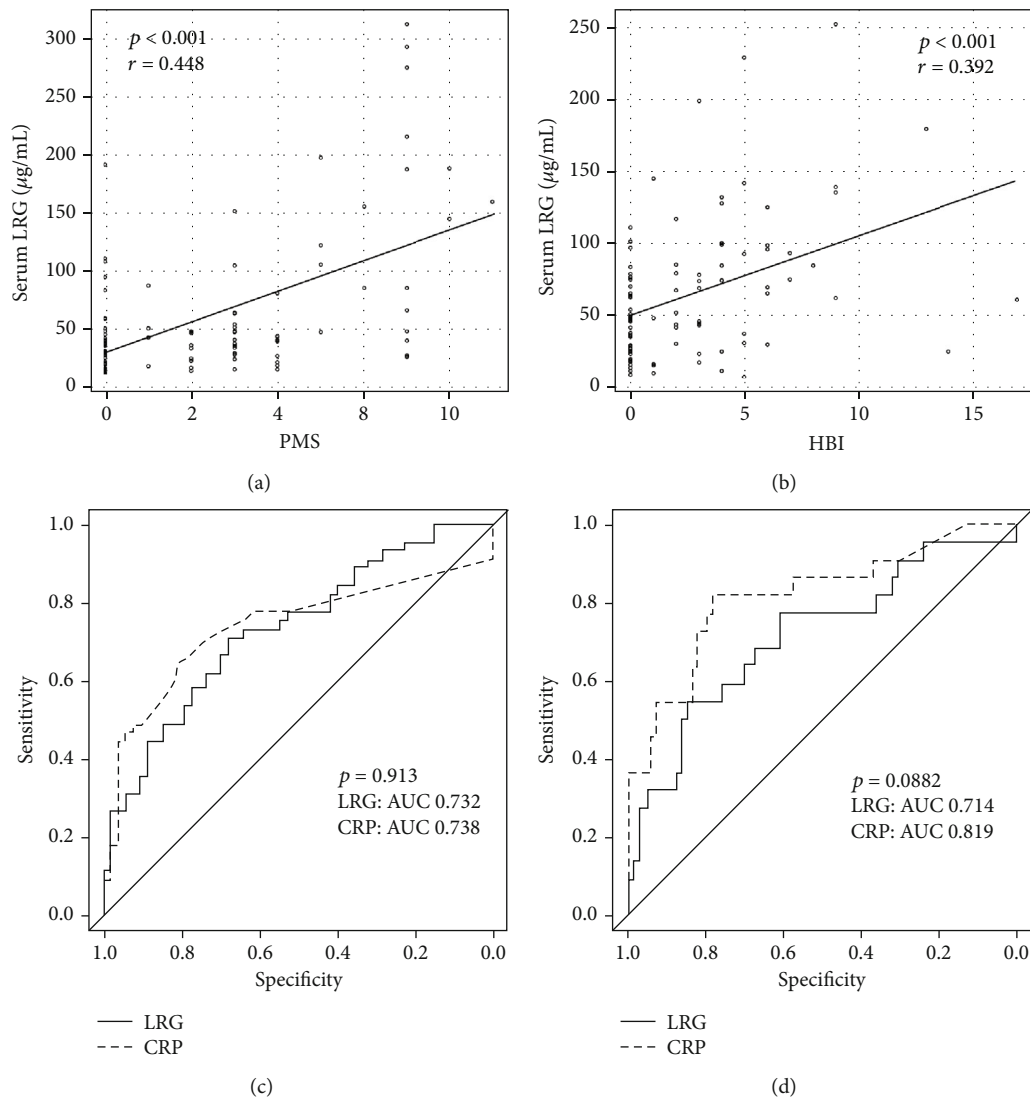 p < 0.001
r = 0.448
300
250
200
150
100
50
0
Serum LRG (μg/mL)
0
2
4
6
8
10
PMS
(a)
p < 0.001
r = 0.392
250
200
150
100
50
0
Serum LRG (μg/mL)
0
5
10
15
HBI
(b)
1.0
0.8
0.6
0.4
0.2
0.0
Sensitivity
p = 0.913
LRG: AUC 0.732
CRP: AUC 0.738
1.0
0.8
0.6
0.4
0.2
0.0
Specificity
LRG
CRP
(c)
1.0
0.8
0.6
0.4
0.2
0.0
Sensitivity
p = 0.0882
LRG: AUC 0.714
CRP: AUC 0.819
1.0
0.8
0.6
0.4
0.2
0.0
Specificity
LRG
CRP
(d)